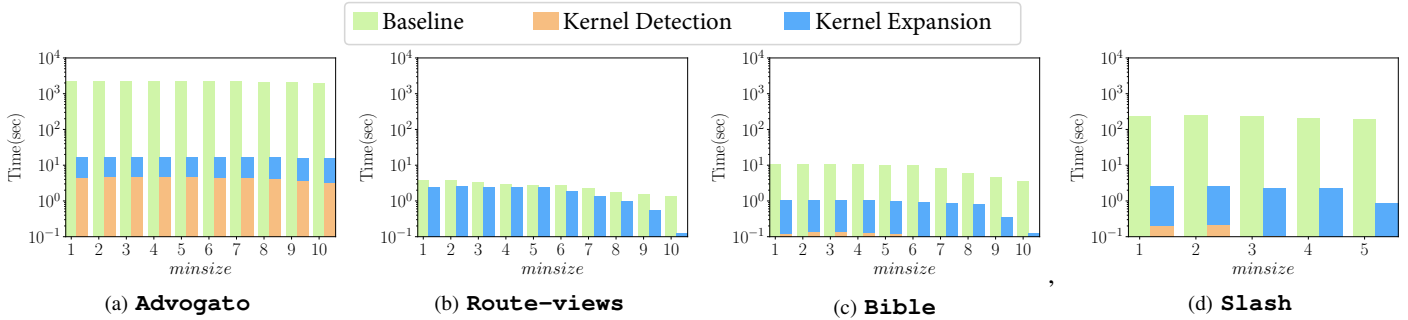 Baseline Kernel Detection Kernel Expansion
10^4
10^3
10^2
10^1
10^0
10^-1
Time(sec)
1 2 3 4 5 6 7 8 9 10
minsize
(a) Advogato
10^4
10^3
10^2
10^1
10^0
10^-1
Time(sec)
1 2 3 4 5 6 7 8 9 10
minsize
(b) Route-views
10^4
10^3
10^2
10^1
10^0
10^-1
Time(sec)
1 2 3 4 5 6 7 8 9 10
minsize
(c) Bible
,
10^4
10^3
10^2
10^1
10^0
10^-1
Time(sec)
1 2 3 4 5
minsize
(d) Slash